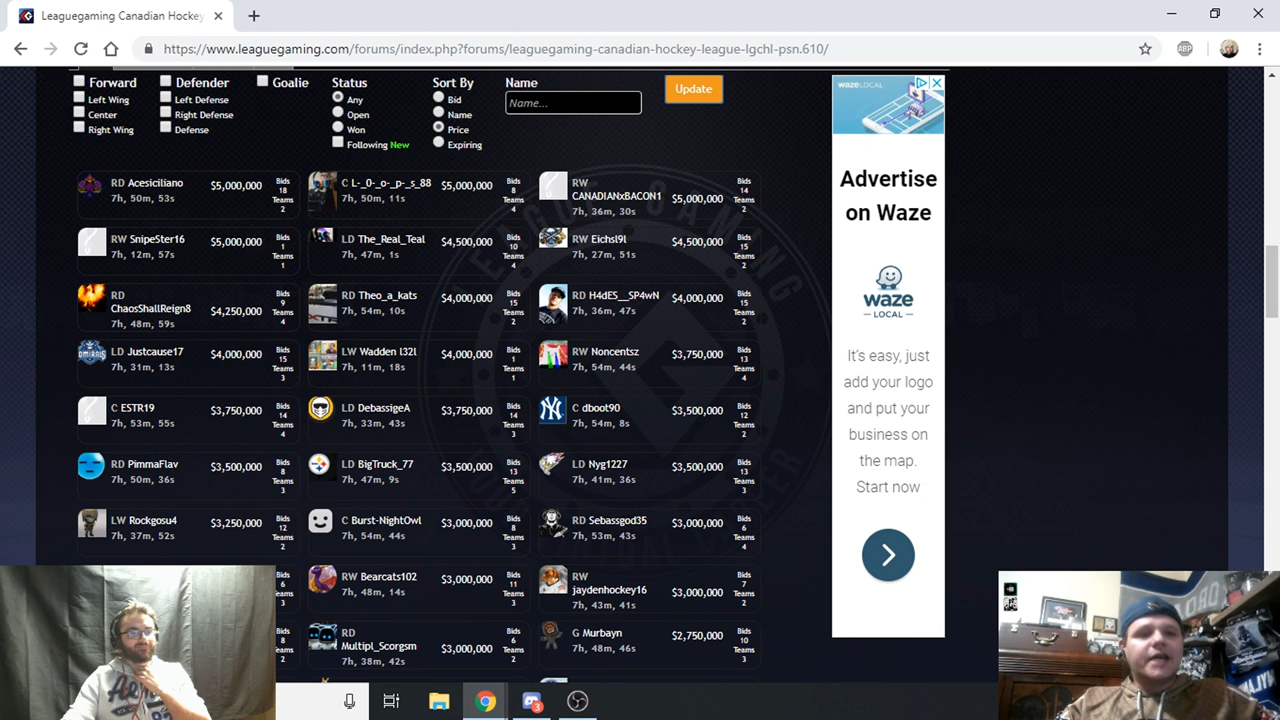 Leaguegaming Canadian Hockey
https://www.leaguegaming.com/forums/index.php?forums/leaguegaming-canadian-hockey-league-lgchl-psn.610/
ABP
Forward Defender Goalie Status Sort By Name
Left Wing Left Defense Any Bid Name... Update
Center Right Defense Open Name
Right Wing Defense Won Price
Following New Expiring
RD Acesiciliano $5,000,000 Bids 18 Teams 2
7h, 50m, 53s
C L-_0-o_-p-_s_88 $5,000,000 Bids 8 Teams 4
7h, 50m, 11s
RW CANADIANxBACON1 $5,000,000 Bids 14 Teams 2
7h, 36m, 30s
RW SnipeSter16 $5,000,000 Bids 1 Teams 1
7h, 12m, 57s
LD The_Real_Teal $4,500,000 Bids 10 Teams 4
7h, 47m, 1s
RW Eichsl9l $4,500,000 Bids 15 Teams 2
7h, 27m, 51s
RD ChaosShallReign $4,250,000 Bids 9 Teams 4
7h, 48m, 59s
RD Theo_a_kats $4,000,000 Bids 15 Teams 2
7h, 54m, 10s
RD H4dES__SP4wN $4,000,000 Bids 15 Teams 2
7h, 36m, 47s
LD Justcause17 $4,000,000 Bids 15 Teams 3
7h, 31m, 13s
LW Wadden l32l $4,000,000 Bids 1 Teams 1
7h, 11m, 18s
RW Noncentsz $3,750,000 Bids 13 Teams 4
7h, 54m, 44s
C ESTR19 $3,750,000 Bids 14 Teams 4
7h, 53m, 55s
LD DebassigeA $3,750,000 Bids 14 Teams 3
7h, 33m, 43s
C dboot90 $3,500,000 Bids 12 Teams 2
7h, 54m, 8s
RD PimmaFlav $3,500,000 Bids 8 Teams 3
7h, 50m, 36s
LD BigTruck_77 $3,500,000 Bids 13 Teams 5
7h, 47m, 9s
LD Nyg1227 $3,500,000 Bids 13 Teams 3
7h, 41m, 36s
LW Rockgosu4 $3,250,000 Bids 12 Teams 2
7h, 37m, 52s
C Burst-NightOwl $3,000,000 Bids 8 Teams 3
7h, 54m, 44s
RD Sebassgod35 $3,000,000 Bids 6 Teams 4
7h, 53m, 43s
Bids 6 Teams 3
RW Bearcats102 $3,000,000 Bids 11 Teams 3
7h, 48m, 14s
RW jaydenhockey16 $3,000,000 Bids 7 Teams 2
7h, 43m, 41s
Bids 8 Teams 2
RD Multipl_Scorgsm $3,000,000 Bids 6 Teams 2
7h, 38m, 42s
G Murbayn $2,750,000 Bids 10 Teams 3
7h, 48m, 46s
waze LOCAL
Advertise
on Waze
waze
LOCAL
It's easy, just
add your logo
and put your
business on
the map.
Start now
3